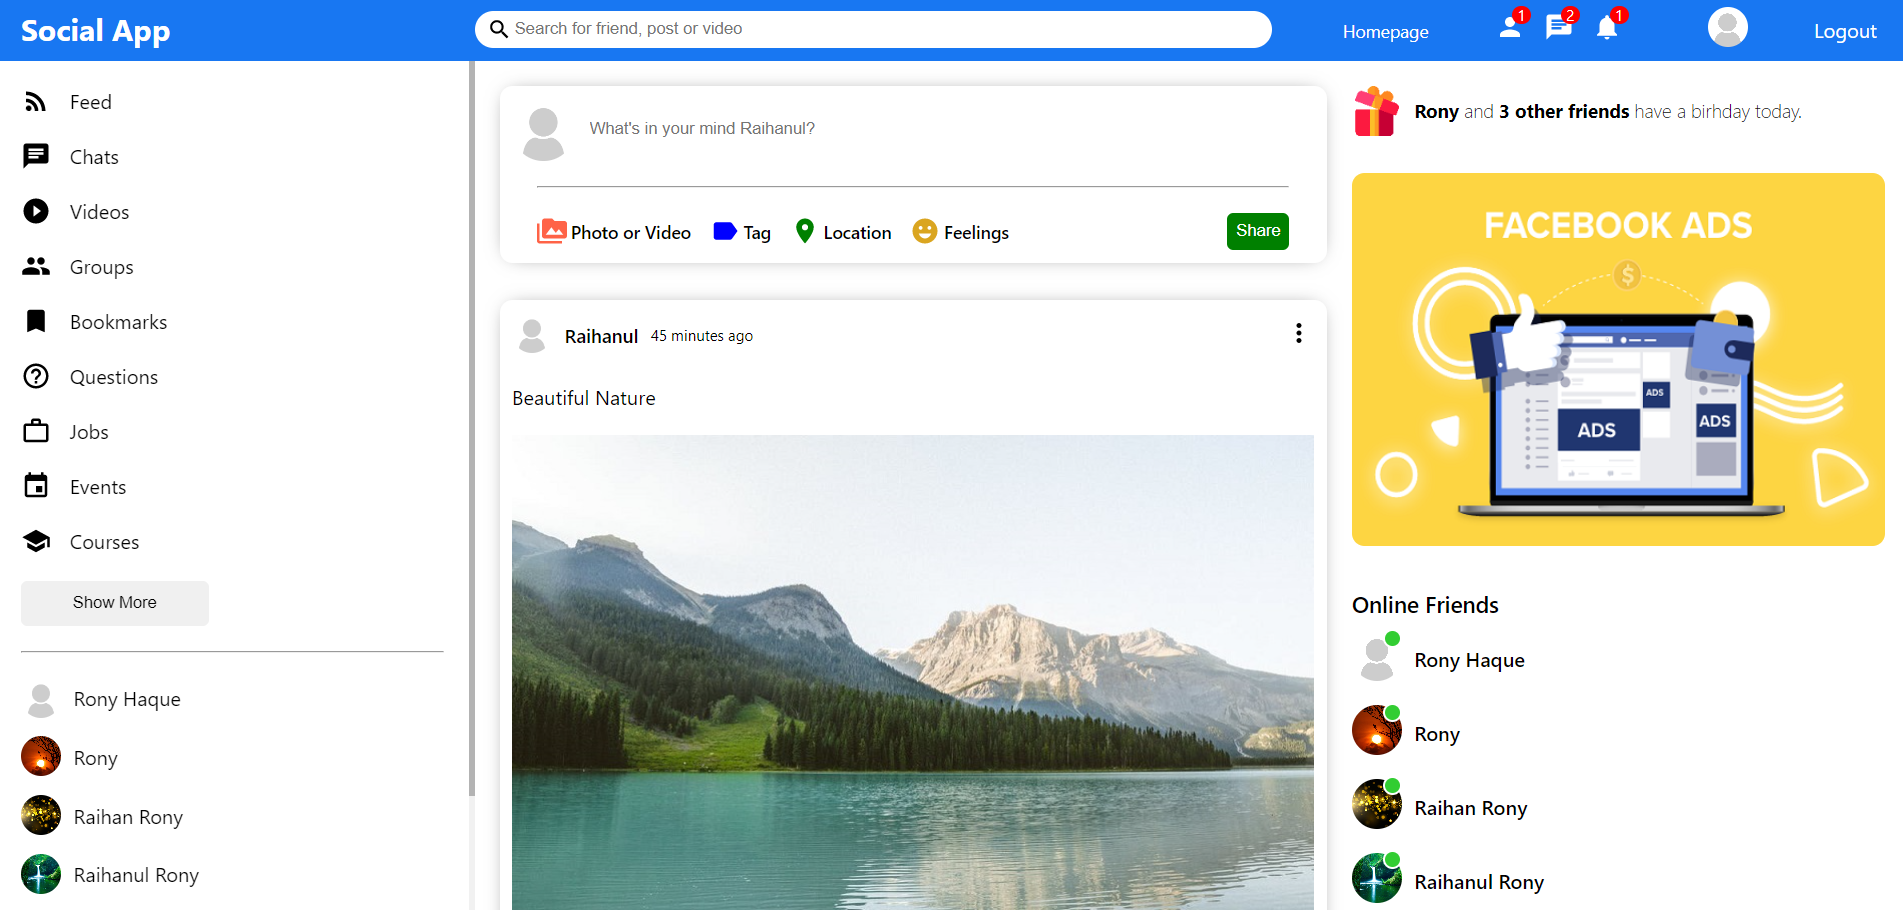 Social App
Search for friend, post or video
Homepage
1
2
1
Logout
Feed
Chats
Videos
Groups
Bookmarks
Questions
Jobs
Events
Courses
Show More
Rony Haque
Rony
Raihan Rony
Raihanul Rony
What's in your mind Raihanul?
Photo or Video
Tag
Location
Feelings
Share
Raihanul 45 minutes ago
Beautiful Nature
Rony and 3 other friends have a birhday today.
FACEBOOK ADS
$
ADS
ADS
ADS
Online Friends
Rony Haque
Rony
Raihan Rony
Raihanul Rony